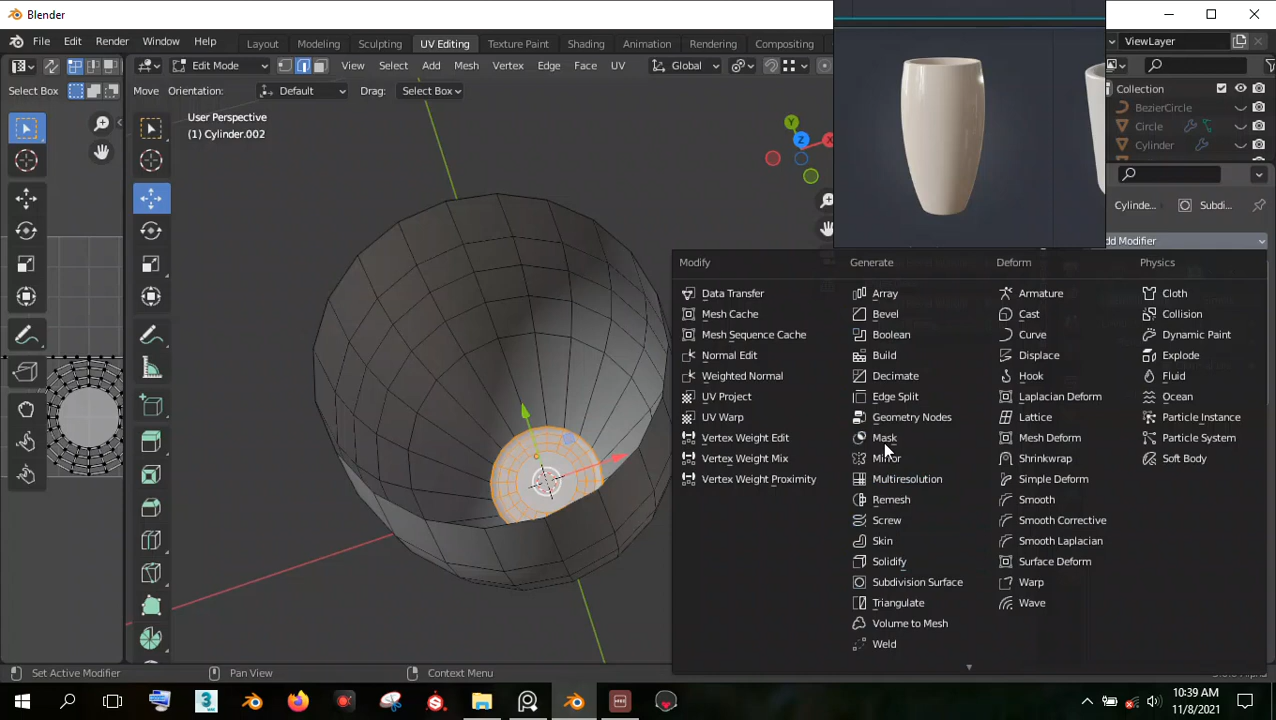 Blender
File Edit Render Window Help Layout Modeling Sculpting UV Editing Texture Paint Shading Animation Rendering Compositing ViewLayer
Edit Mode View Select Add Mesh Vertex Edge Face UV Global
Select Box Move Orientation: Default Drag: Select Box
Collection
User Perspective
(1) Cylinder.002
BezierCircle
Circle
Cylinder
Y
Z
X
Cylinde... Subdi...
dd Modifier
Modify Generate Deform Physics
Data Transfer Array Armature Cloth
Mesh Cache Bevel Cast Collision
Mesh Sequence Cache Boolean Curve Dynamic Paint
Normal Edit Build Displace Explode
Weighted Normal Decimate Hook Fluid
UV Project Edge Split Laplacian Deform Ocean
UV Warp Geometry Nodes Lattice Particle Instance
Vertex Weight Edit Mask Mesh Deform Particle System
Vertex Weight Mix Mirror Shrinkwrap Soft Body
Vertex Weight Proximity Multiresolution Simple Deform
Remesh Smooth
Screw Smooth Corrective
Skin Smooth Laplacian
Solidify Surface Deform
Subdivision Surface Warp
Triangulate Wave
Volume to Mesh
Weld
Set Active Modifier Pan View Context Menu
10:39 AM
11/8/2021